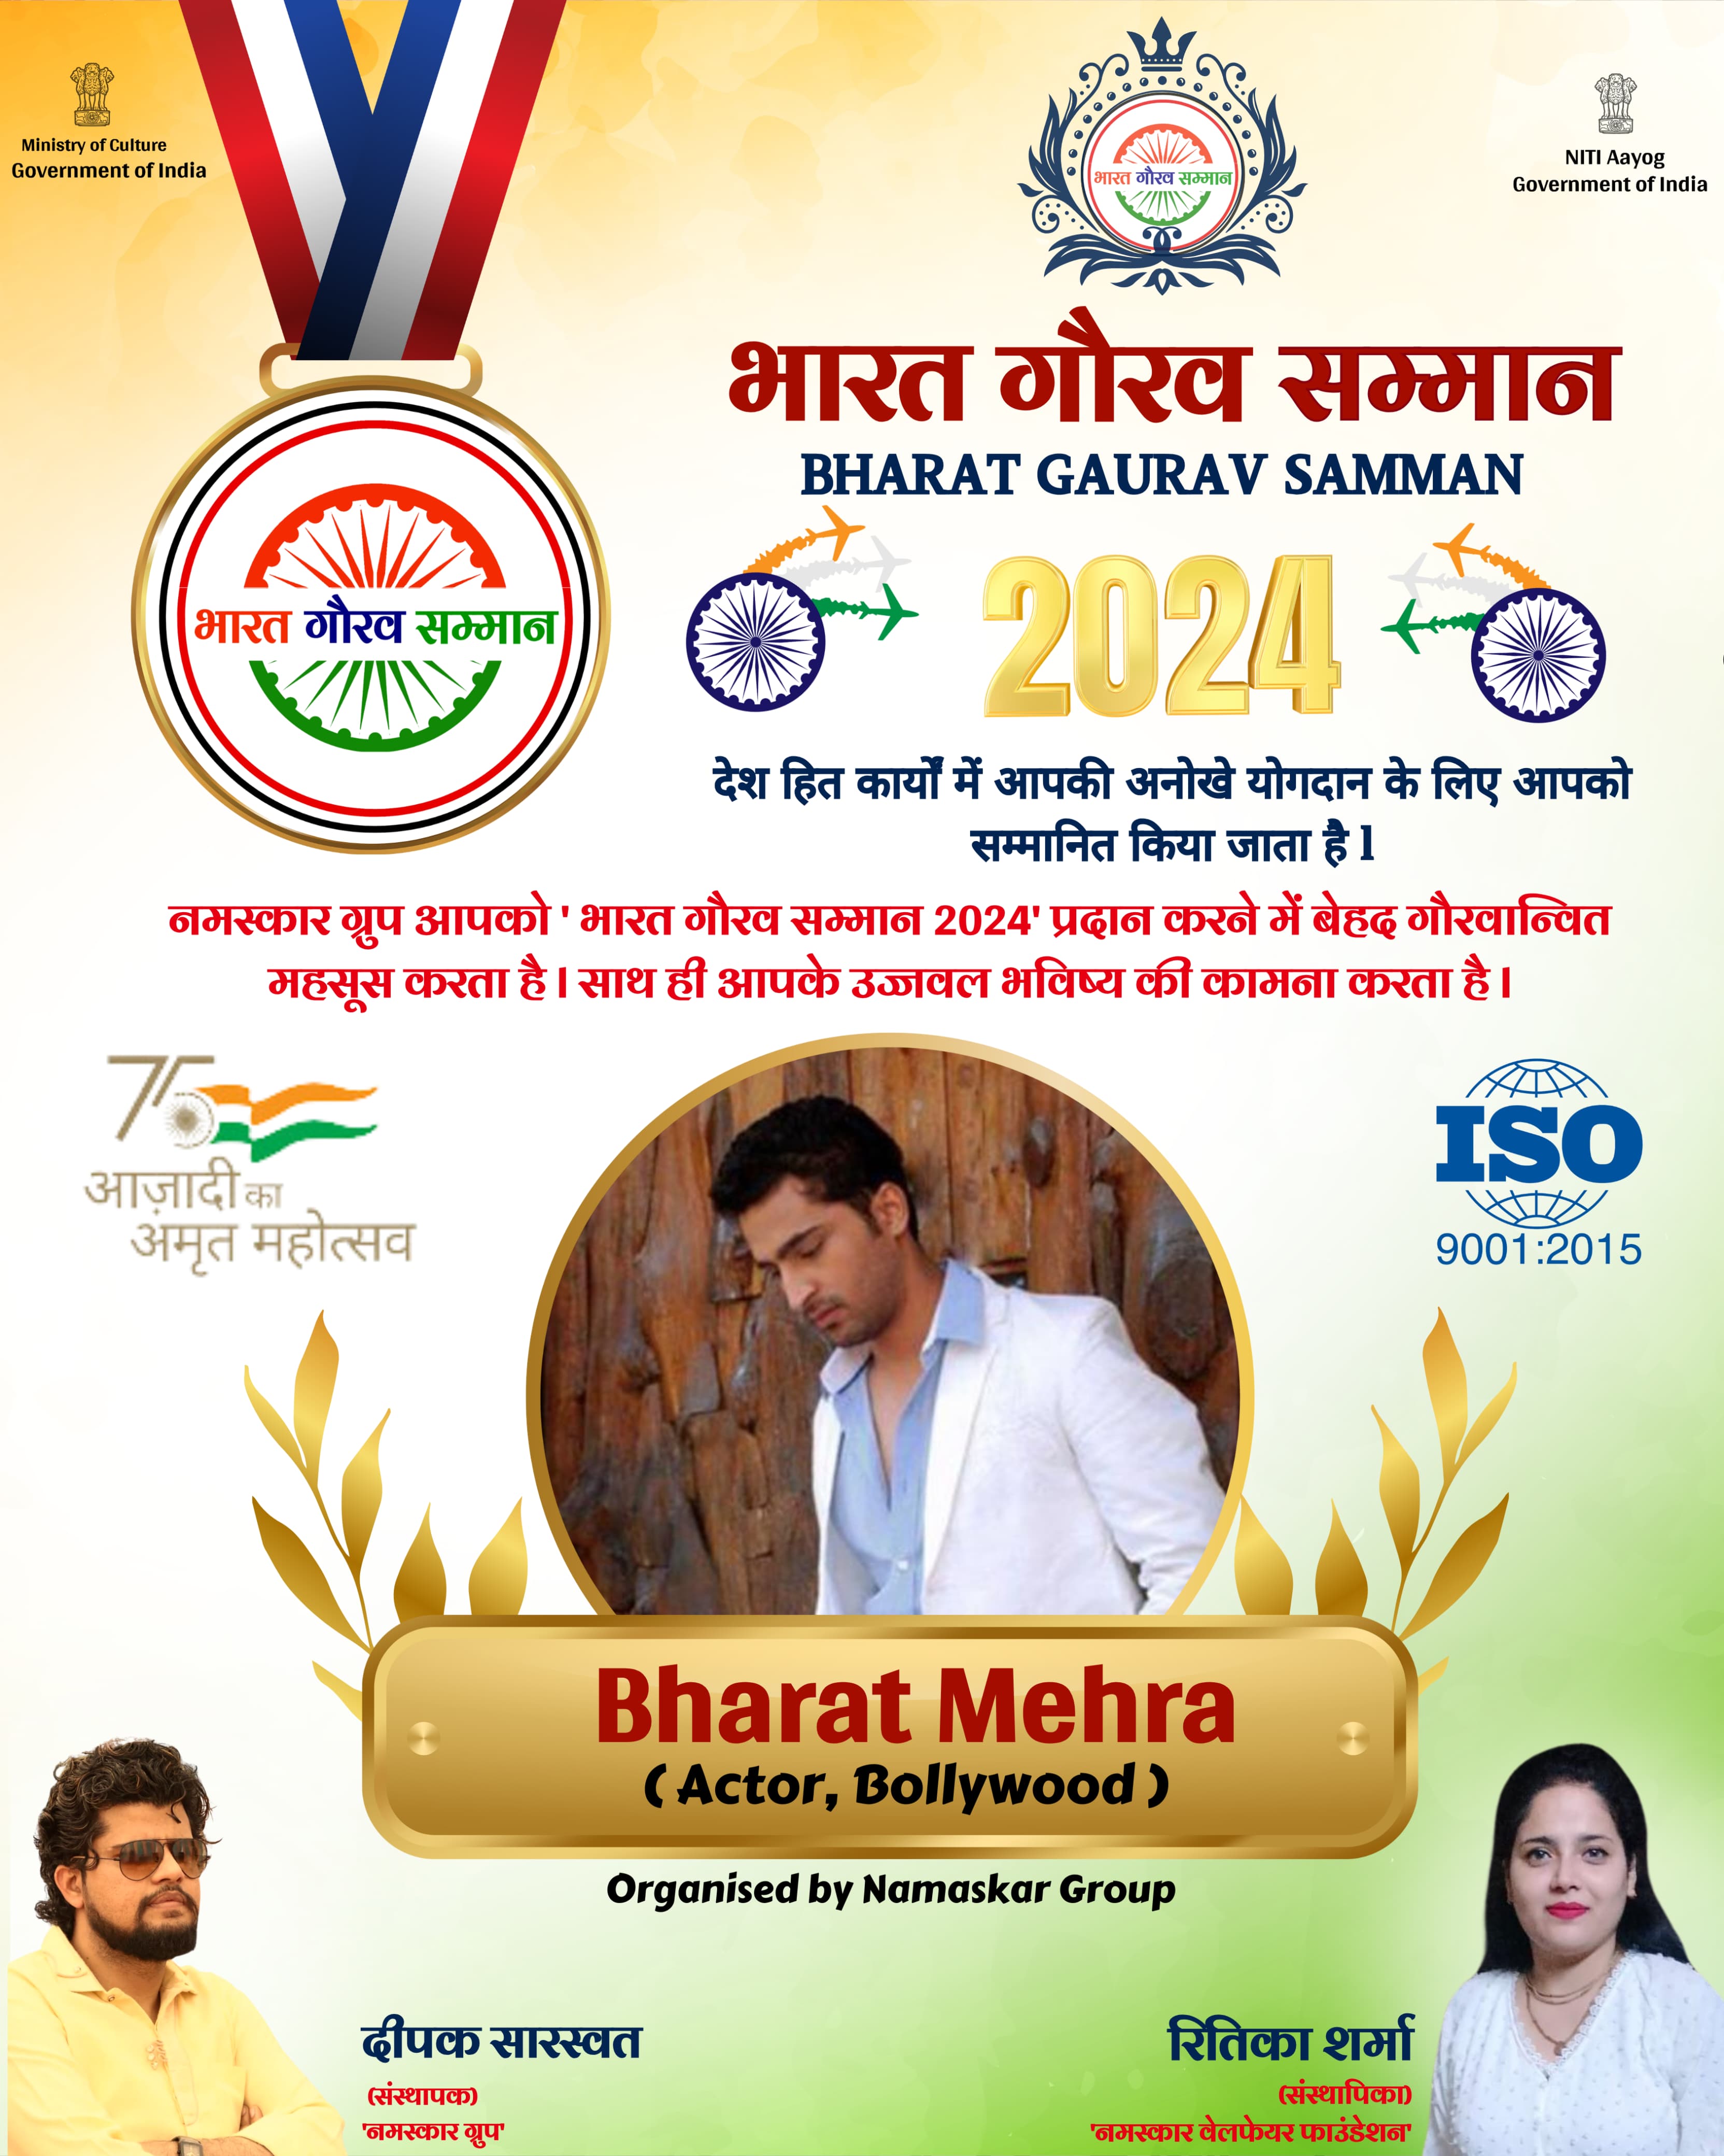 Ministry of Culture
Government of India
NITI Aayog
Government of India
भारत गौरव सम्मान
भारत गौरव सम्मान
BHARAT GAURAV SAMMAN
भारत गौरव सम्मान
2024
देश हित कार्यों में आपकी अनोखे योगदान के लिए आपको
सम्मानित किया जाता है l
नमस्कार ग्रुप आपको ' भारत गौरव सम्मान 2024' प्रदान करने में बेहद गौरवान्वित
महसूस करता है । साथ ही आपके उज्जवल भविष्य की कामना करता है ।
75
आज़ादी का
अमृत महोत्सव
ISO
9001:2015
Bharat Mehra
( Actor, Bollywood )
Organised by Namaskar Group
दीपक सारस्वत
(संस्थापक)
'नमस्कार ग्रुप'
रितिका शर्मा
(संस्थापिका)
'नमस्कार वेलफेयर फाउंडेशन'